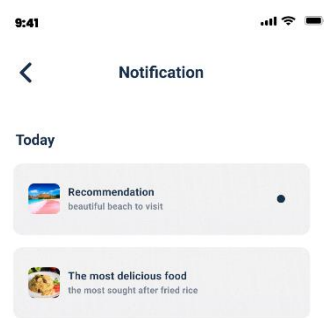 9:41
Notification
Today
Recommendation
beautiful beach to visit
The most delicious food
the most sought after fried rice